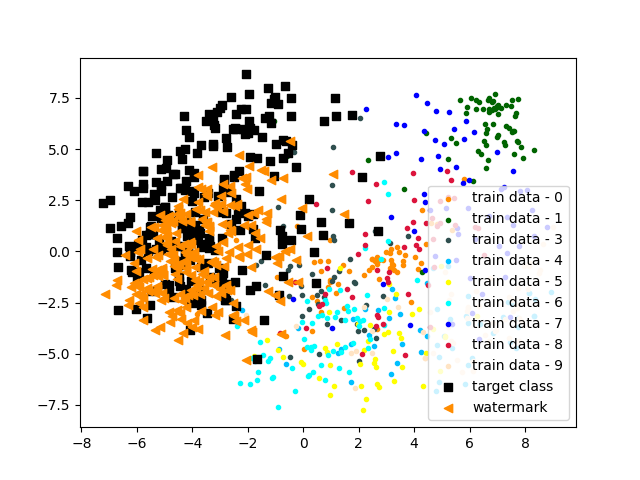 7.5
5.0
2.5
0.0
−2.5
−5.0
−7.5
−8
−6
−4
−2
0
2
4
6
8
train data - 0
train data - 1
train data - 3
train data - 4
train data - 5
train data - 6
train data - 7
train data - 8
train data - 9
target class
watermark